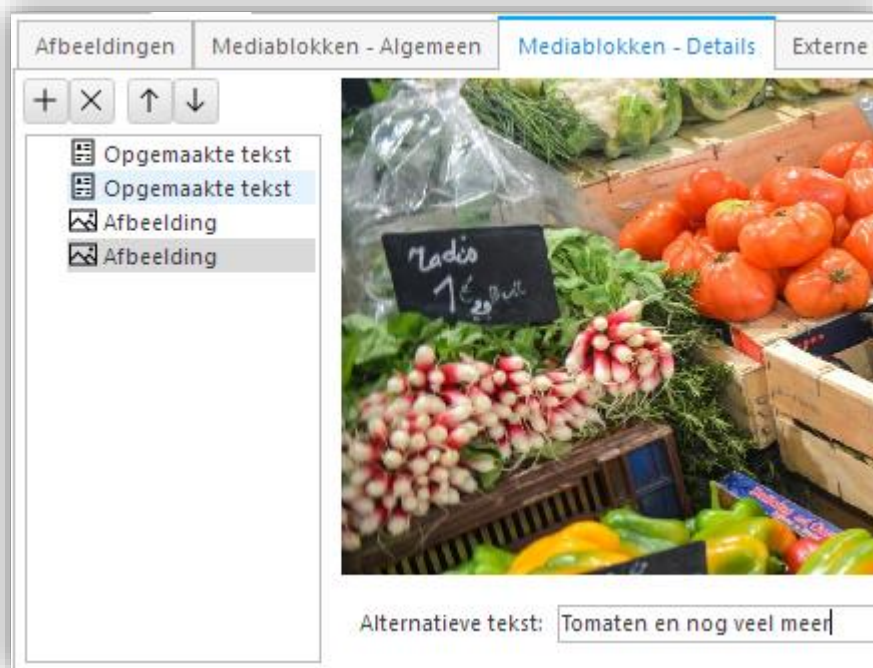 Afbeeldingen
Mediablokken - Algemeen
Mediablokken - Details
Externe
Opgemaakte tekst
Opgemaakte tekst
Afbeelding
Afbeelding
Radis
1€
Alternatieve tekst: Tomaten en nog veel meer